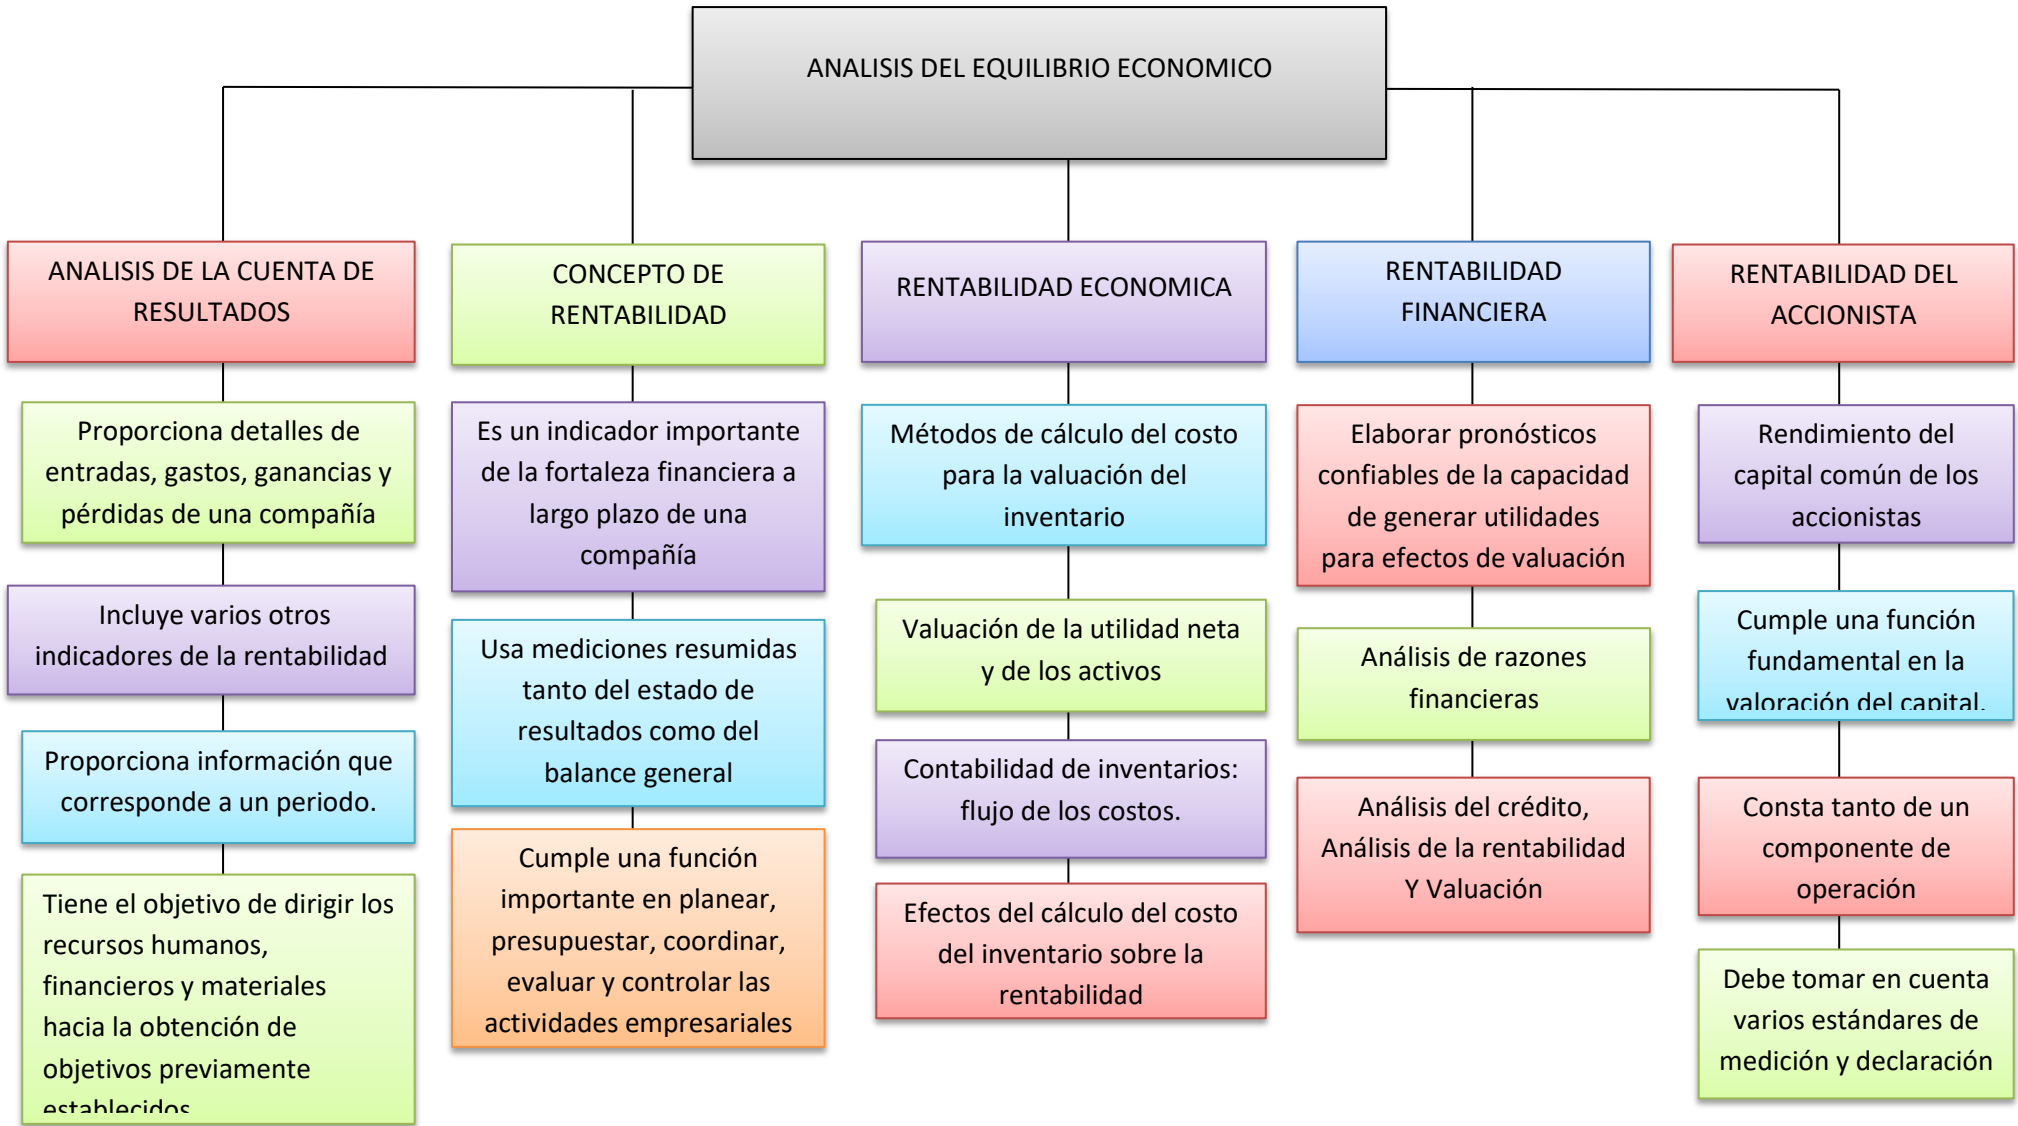 ANALISIS DEL EQUILIBRIO ECONOMICO
ANALISIS DE LA CUENTA DE
RESULTADOS
Proporciona detalles de
entradas, gastos, ganancias y
pérdidas de una compañía
Incluye varios otros
indicadores de la rentabilidad
Proporciona información que
corresponde a un periodo.
Tiene el objetivo de dirigir los
recursos humanos,
financieros y materiales
hacia la obtención de
objetivos previamente
establecidos
CONCEPTO DE
RENTABILIDAD
Es un indicador importante
de la fortaleza financiera a
largo plazo de una
compañía
Usa mediciones resumidas
tanto del estado de
resultados como del
balance general
Cumple una función
importante en planear,
presupuestar, coordinar,
evaluar y controlar las
actividades empresariales
RENTABILIDAD ECONOMICA
Métodos de cálculo del costo
para la valuación del
inventario
Valuación de la utilidad neta
y de los activos
Contabilidad de inventarios:
flujo de los costos.
Efectos del cálculo del costo
del inventario sobre la
rentabilidad
RENTABILIDAD
FINANCIERA
Elaborar pronósticos
confiables de la capacidad
de generar utilidades
para efectos de valuación
Análisis de razones
financieras
Análisis del crédito,
Análisis de la rentabilidad
Y Valuación
RENTABILIDAD DEL
ACCIONISTA
Rendimiento del
capital común de los
accionistas
Cumple una función
fundamental en la
valoración del capital.
Consta tanto de un
componente de
operación
Debe tomar en cuenta
varios estándares de
medición y declaración